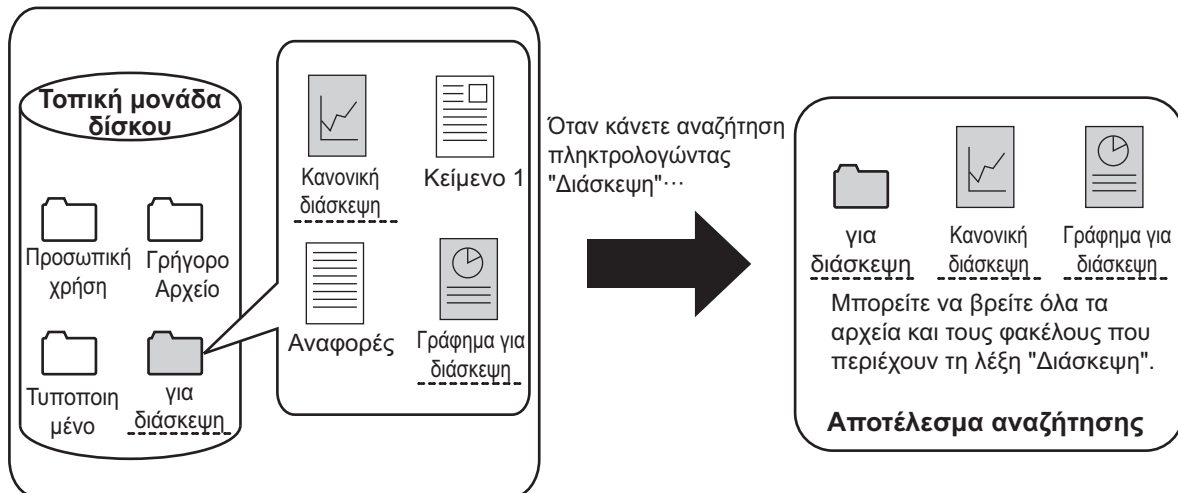 Τοπική μονάδα
δίσκου
Προσωπική
χρήση
Γρήγορο
Αρχείο
Τυποποιη
μένο
για
διάσκεψη
Κανονική
διάσκεψη
Κείμενο 1
Αναφορές
Γράφημα για
διάσκεψη
Όταν κάνετε αναζήτηση
πληκτρολογώντας
"Διάσκεψη"⋯
για
διάσκεψη
Κανονική
διάσκεψη
Γράφημα για
διάσκεψη
Μπορείτε να βρείτε όλα τα
αρχεία και τους φακέλους που
περιέχουν τη λέξη "Διάσκεψη".
Αποτέλεσμα αναζήτησης